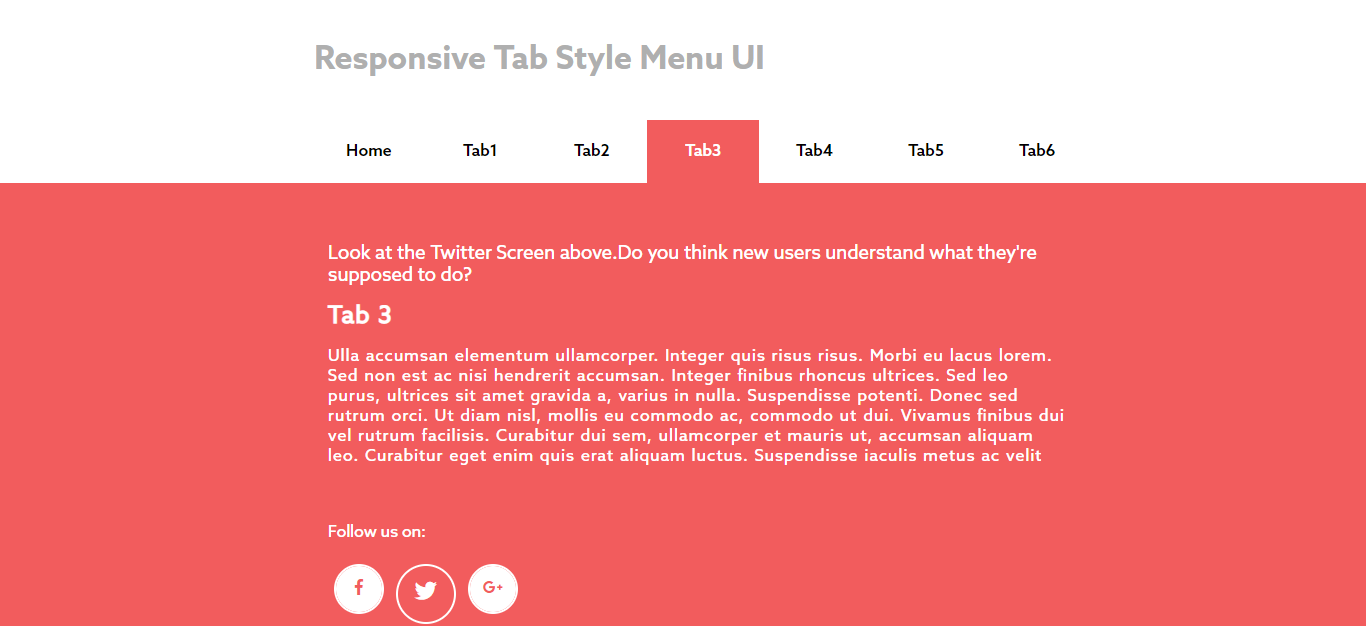 Responsive Tab Style Menu UI
Home Tab1 Tab2 Tab3 Tab4 Tab5 Tab6
Look at the Twitter Screen above.Do you think new users understand what they're
supposed to do?
Tab 3
Ulla accumsan elementum ullamcorper. Integer quis risus risus. Morbi eu lacus lorem.
Sed non est ac nisi hendrerit accumsan. Integer finibus rhoncus ultrices. Sed leo
purus, ultrices sit amet gravida a, varius in nulla. Suspendisse potenti. Donec sed
rutrum orci. Ut diam nisl, mollis eu commodo ac, commodo ut dui. Vivamus finibus dui
vel rutrum facilisis. Curabitur dui sem, ullamcorper et mauris ut, accumsan aliquam
leo. Curabitur eget enim quis erat aliquam luctus. Suspendisse iaculis metus ac velit
Follow us on:
f G+